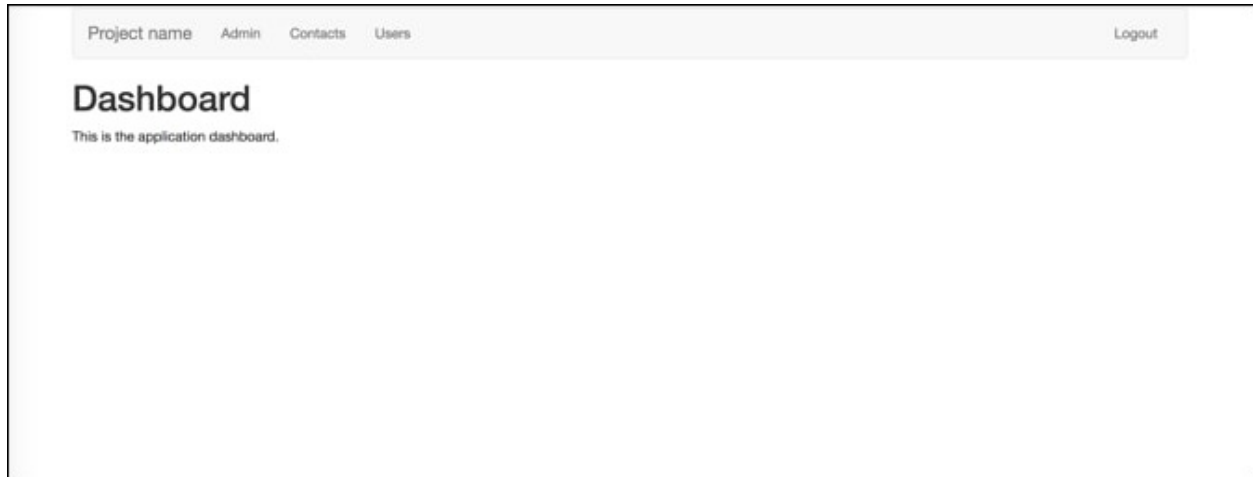 Project name Admin Contacts Users Logout
Dashboard
This is the application dashboard.